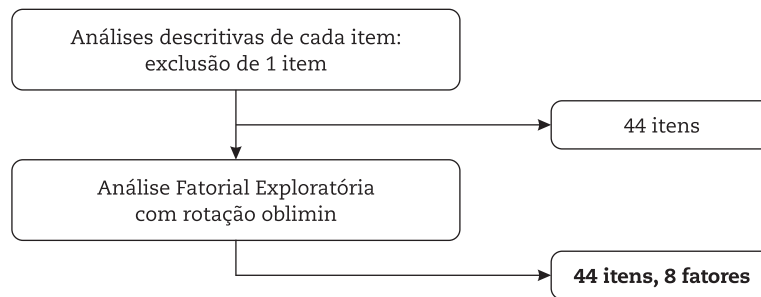 Análises descritivas de cada item:
exclusão de 1 item
44 itens
Análise Fatorial Exploratória
com rotação oblimin
44 itens, 8 fatores